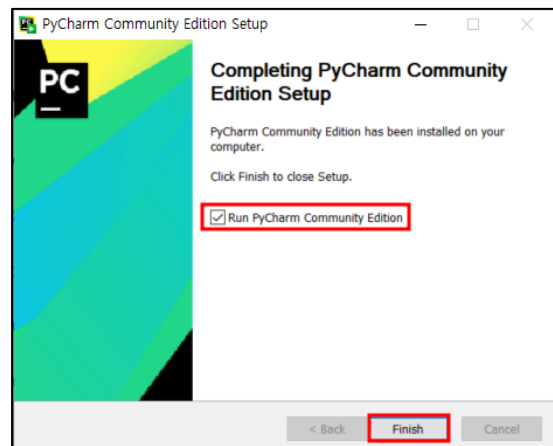 PyCharm Community Edition Setup
PC
Completing PyCharm Community
Edition Setup
PyCharm Community Edition has been installed on your
computer.
Click Finish to close Setup.
Run PyCharm Community Edition
< Back
Finish
Cancel